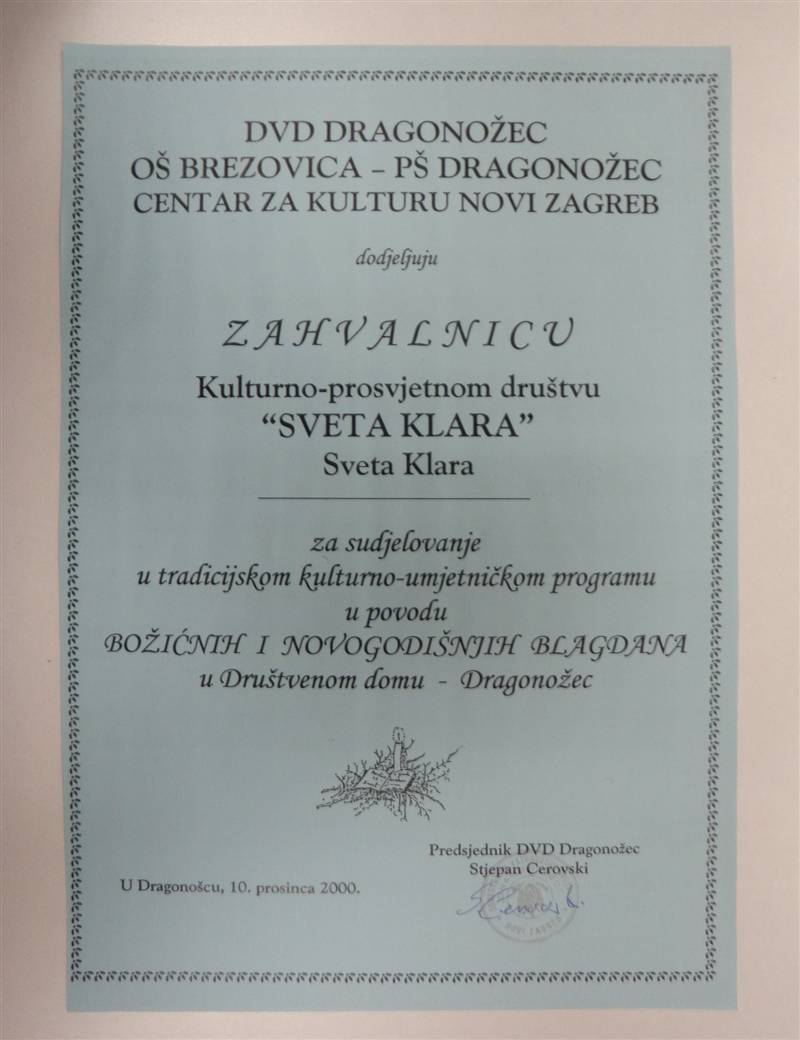 DVD DRAGONOŽEC
OŠ BREZOVICA – PŠ DRAGONOŽEC
CENTAR ZA KULTURU NOVI ZAGREB
dodjeljuju
ZAHVALNICU
Kulturno-prosvjetnom društvu
“SVETA KLARA”
Sveta Klara
za sudjelovanje
u tradicijskom kulturno-umjetničkom programu
u povodu
BOŽIĆNIH I NOVOGODIŠNJIH BLAGDANA
u Društvenom domu - Dragonožec
Predsjednik DVD Dragonožec
Stjepan Cerovski
U Dragonošcu, 10. prosinca 2000.
NOVI ZAGREB